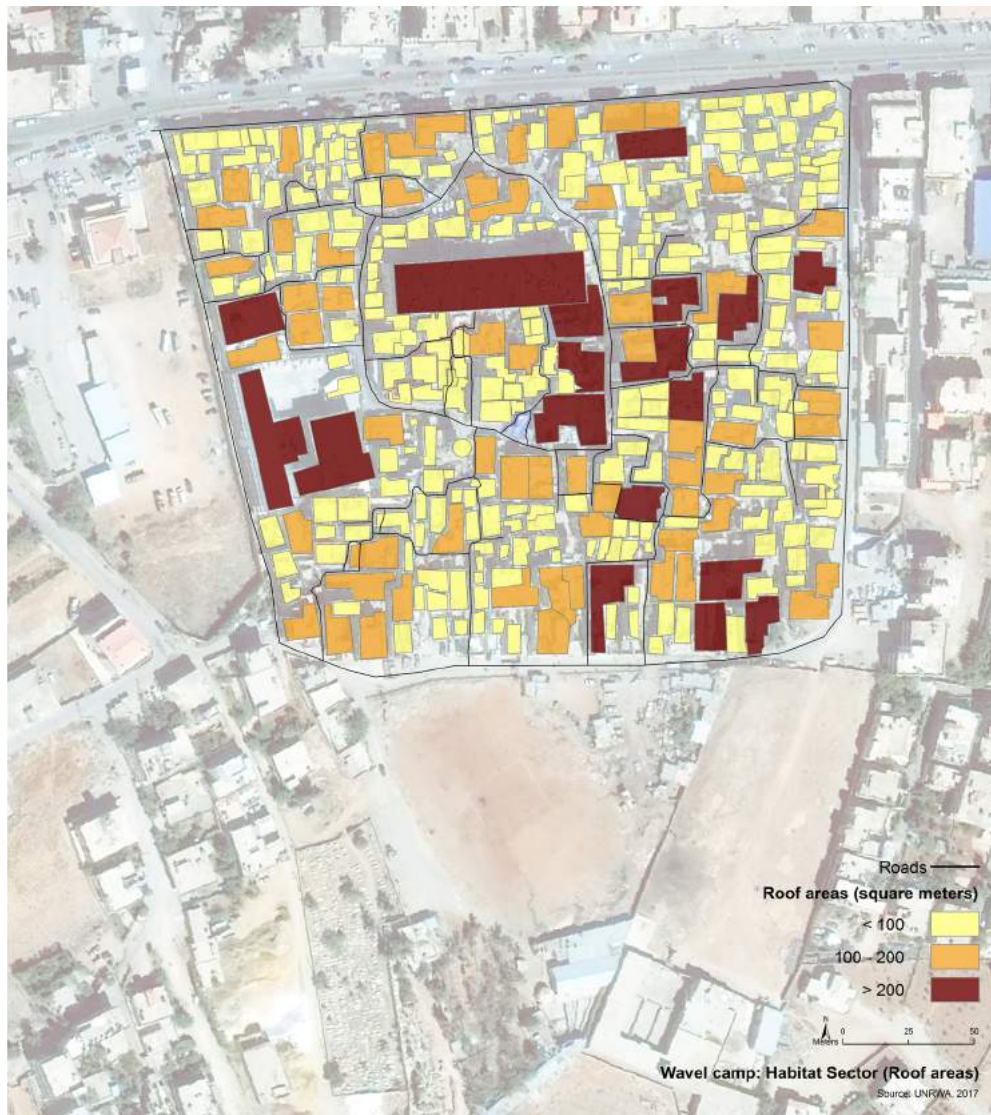 Roads
Roof areas (square meters)
< 100
100 - 200
> 200
N
Meters 0 25 50
Wavel camp: Habitat Sector (Roof areas)
Source: UNRWA, 2017